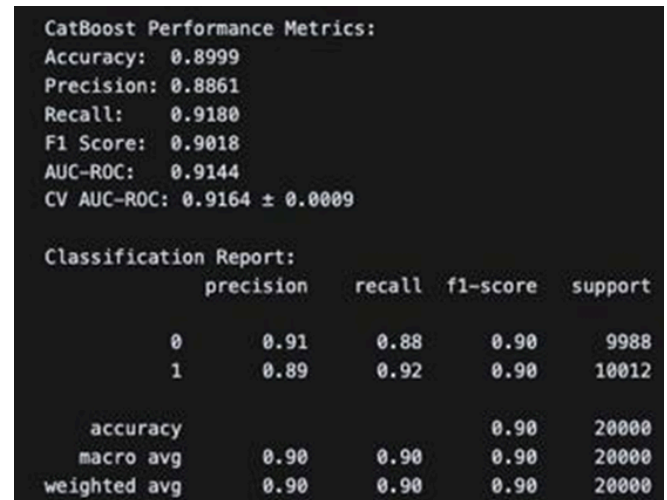 CatBoost Performance Metrics:
Accuracy: 0.8999
Precision: 0.8861
Recall: 0.9180
F1 Score: 0.9018
AUC-ROC: 0.9144
CV AUC-ROC: 0.9164 ± 0.0009
Classification Report:
precision recall f1-score support
0 0.91 0.88 0.90 9988
1 0.89 0.92 0.90 10012
accuracy 0.90 20000
macro avg 0.90 0.90 0.90 20000
weighted avg 0.90 0.90 0.90 20000